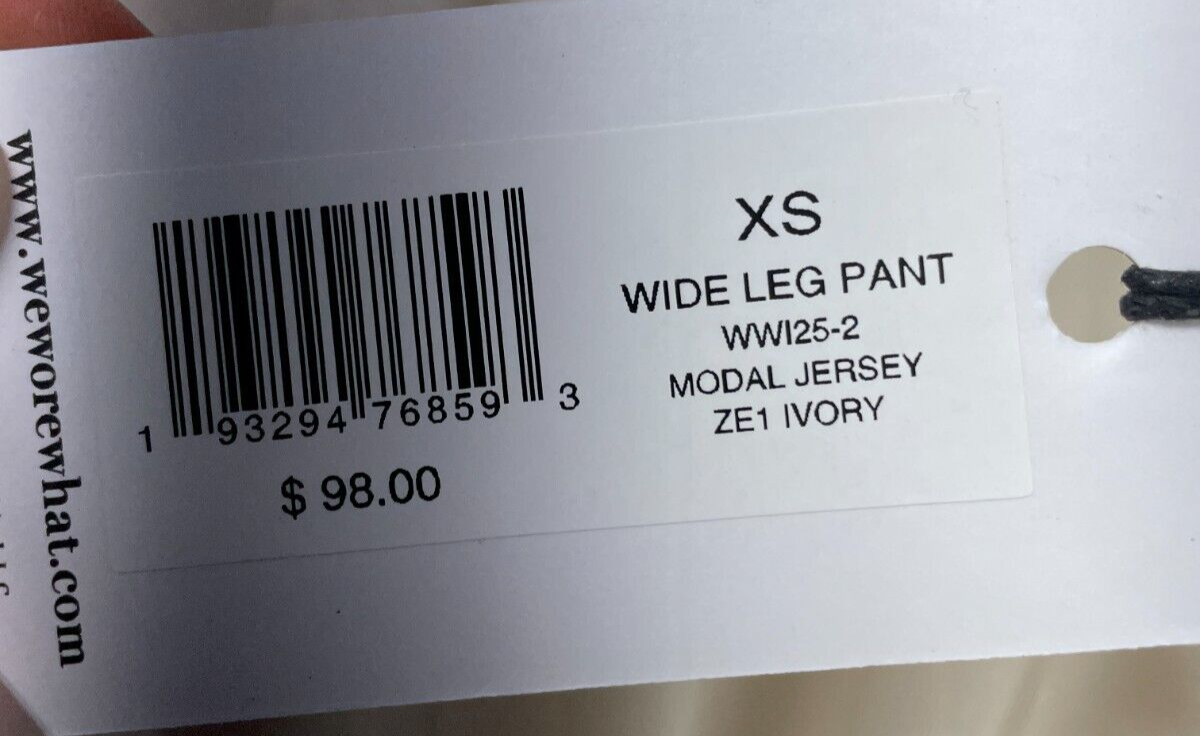 www.weworewhat.com
XS
WIDE LEG PANT
WWI25-2
MODAL JERSEY
ZE1 IVORY
1 93294 76859 3
$ 98.00